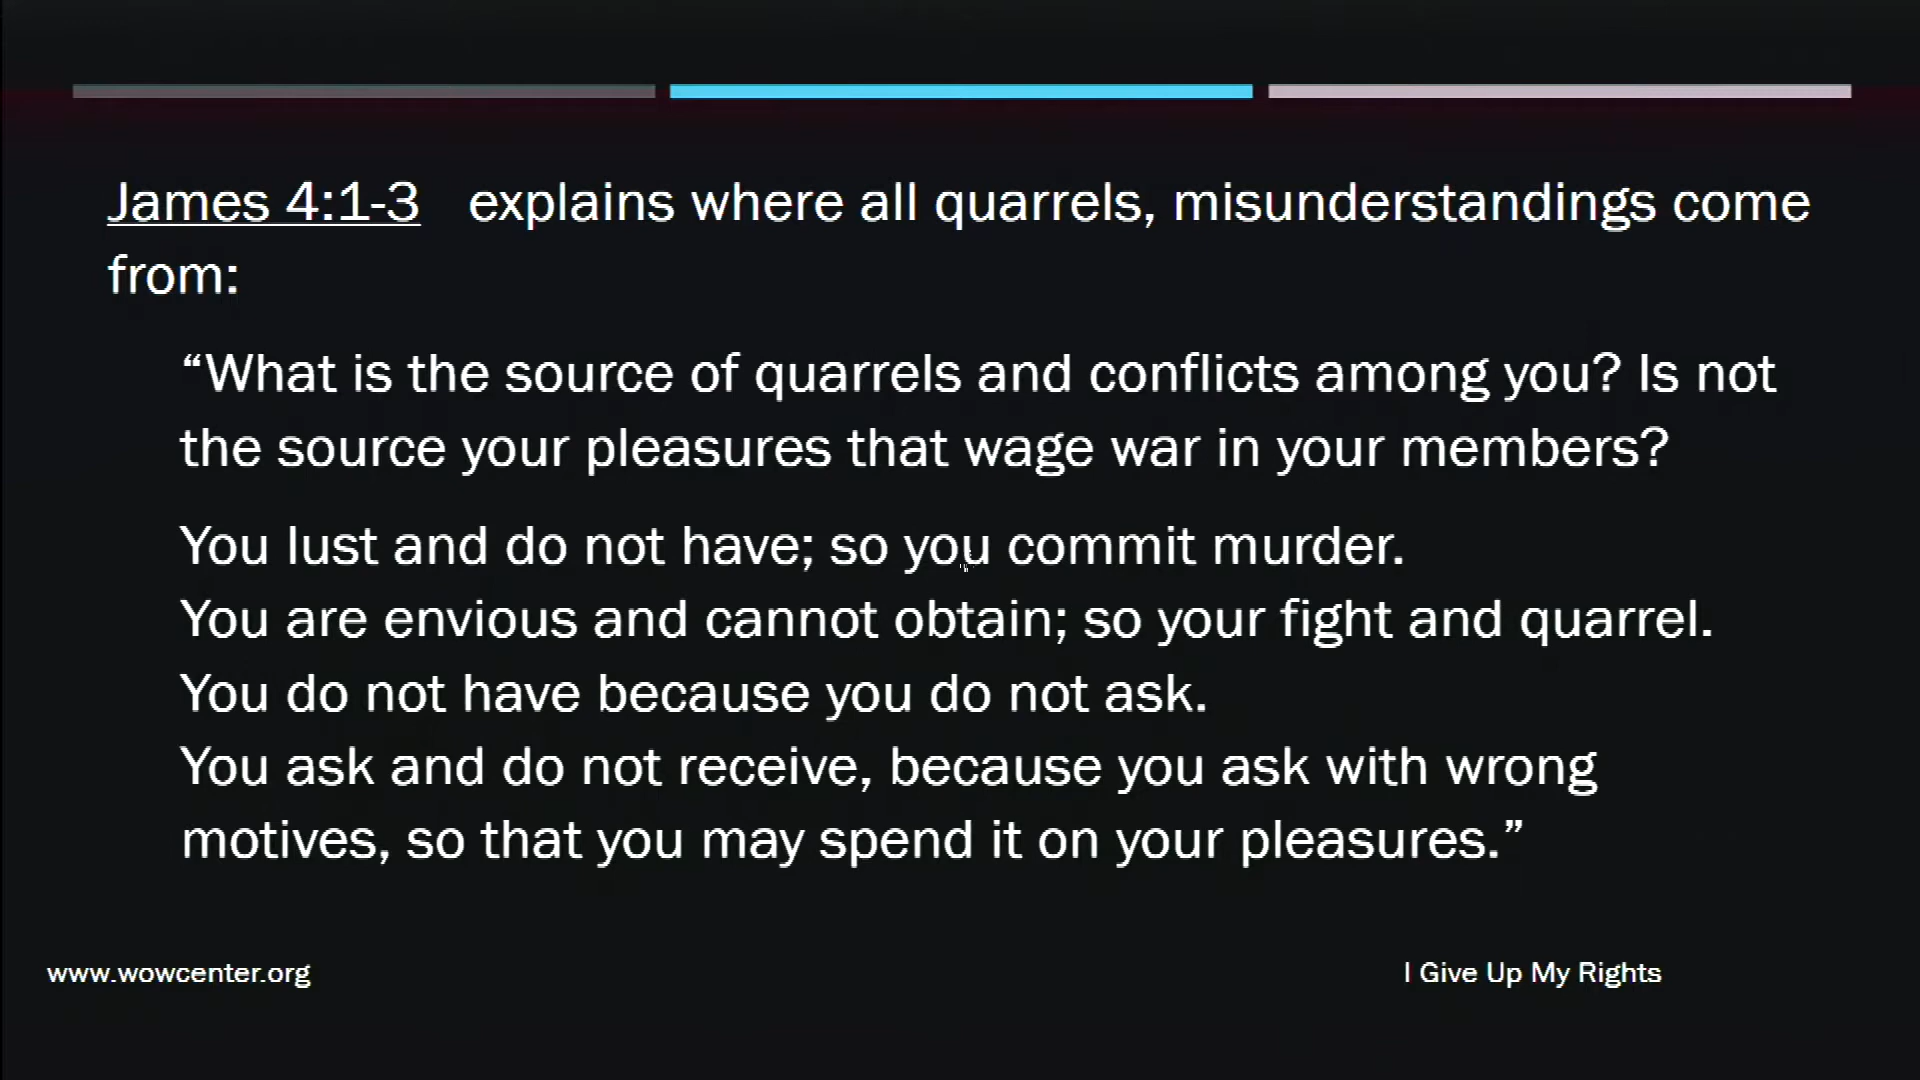 James 4:1-3 explains where all quarrels, misunderstandings come
from:
“What is the source of quarrels and conflicts among you? Is not
the source your pleasures that wage war in your members?
You lust and do not have; so you commit murder.
You are envious and cannot obtain; so your fight and quarrel.
You do not have because you do not ask.
You ask and do not receive, because you ask with wrong
motives, so that you may spend it on your pleasures.”
www.wowcenter.org
I Give Up My Rights